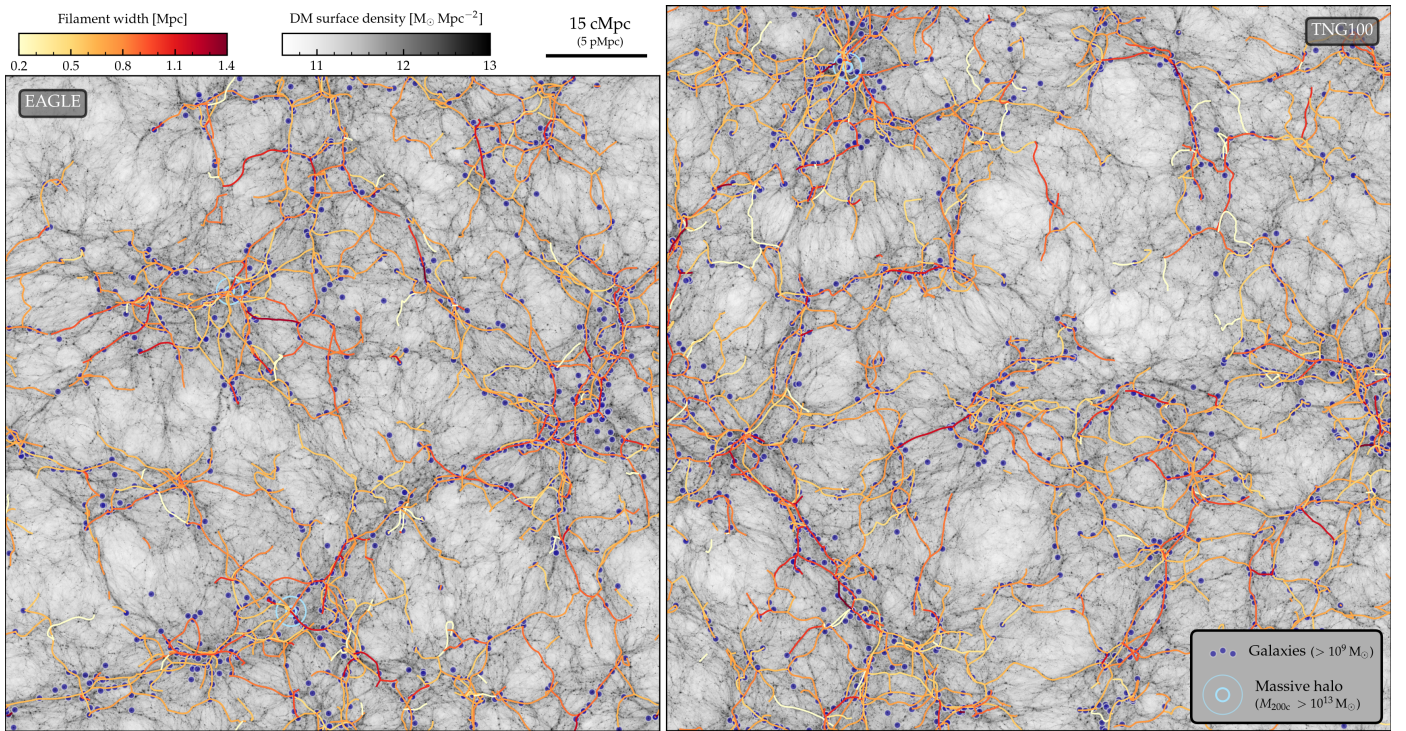 Filament width [Mpc]
0.2 0.5 0.8 1.1 1.4
DM surface density [M☉ Mpc⁻²]
11 12 13
15 cMpc
(5 pMpc)
EAGLE
TNG100
Galaxies (> 10⁹ M☉)
Massive halo
(M₂₀₀c > 10¹³ M☉)